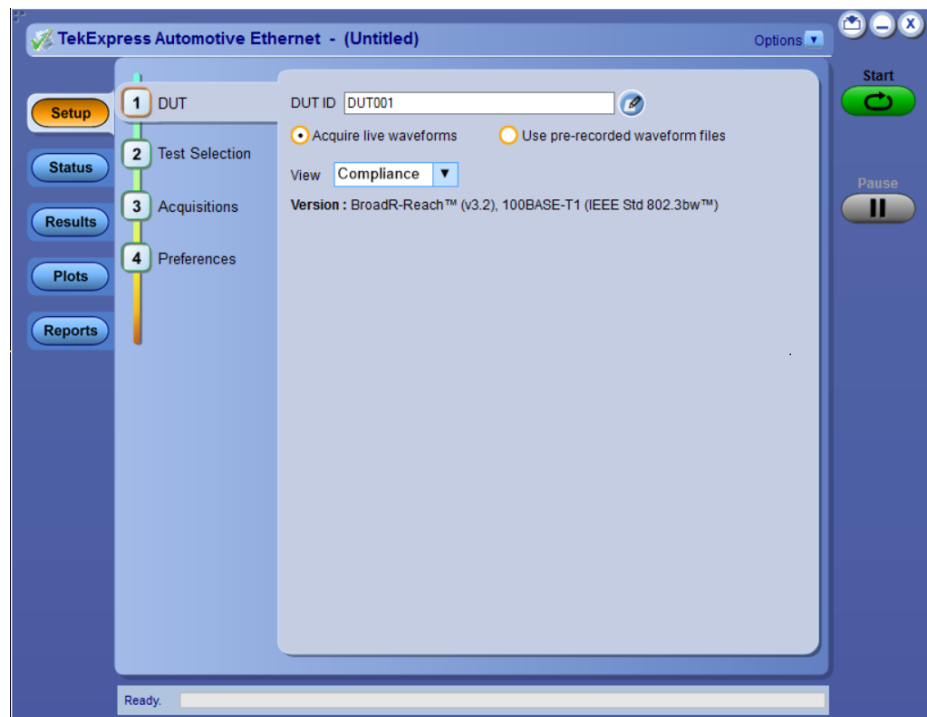 TekExpress Automotive Ethernet - (Untitled)
Options
X
Start
Setup
1 DUT
DUT ID DUT001
Acquire live waveforms
Use pre-recorded waveform files
Status
2 Test Selection
View Compliance
Pause
Results
3 Acquisitions
Version : BroadR-Reach™ (v3.2), 100BASE-T1 (IEEE Std 802.3bw™)
4 Preferences
Plots
Reports
Ready.